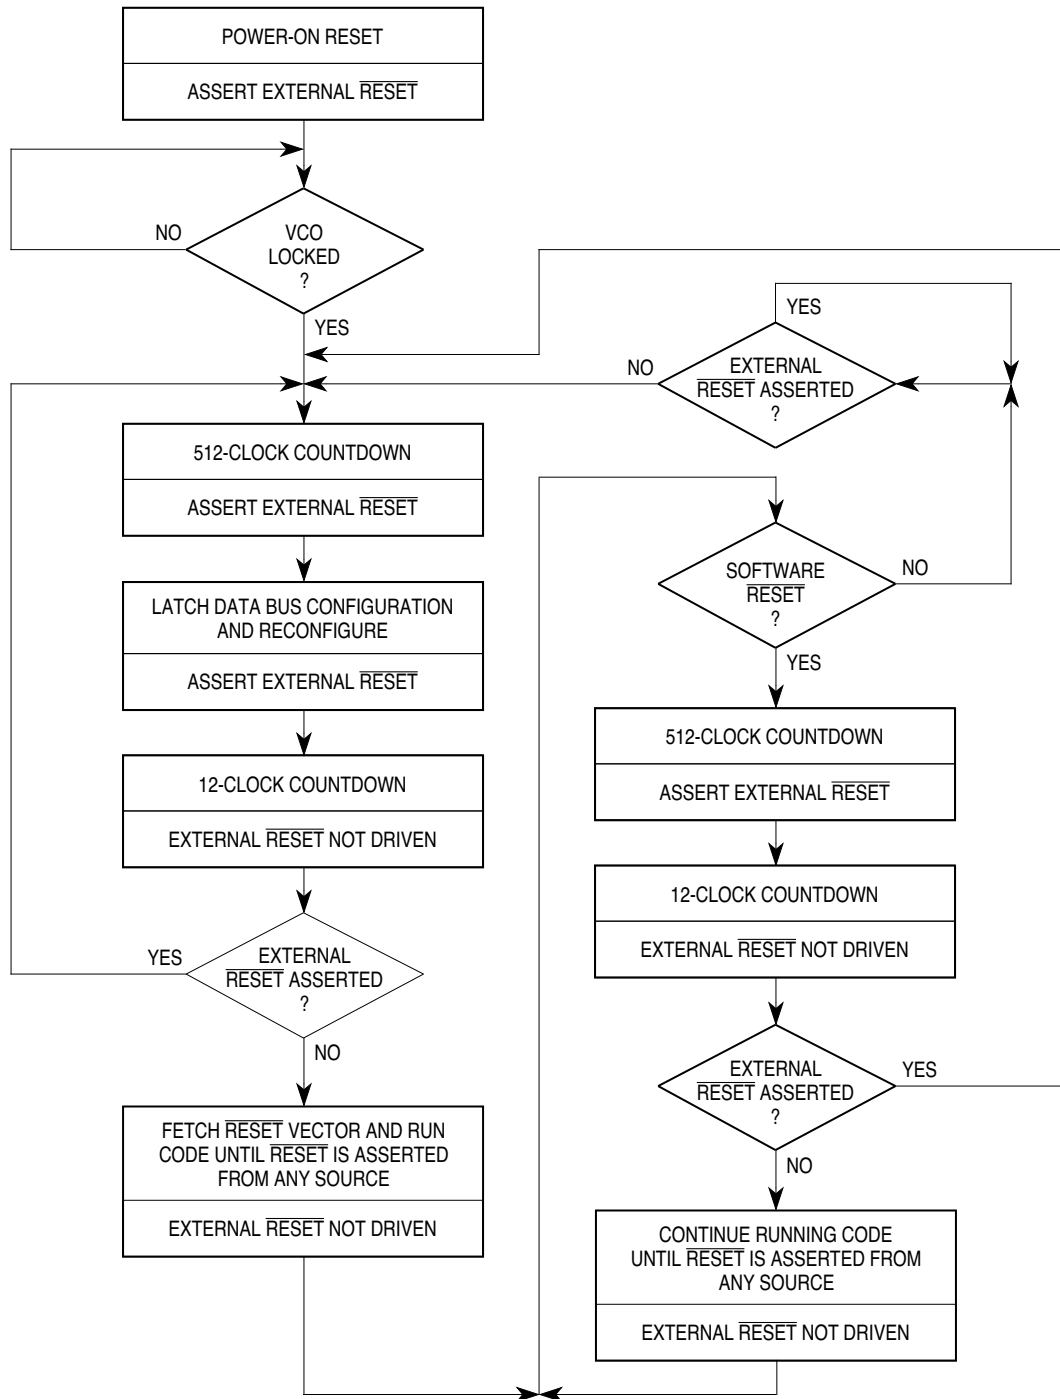 POWER-ON RESET
ASSERT EXTERNAL RESET
NO
VCO
LOCKED
?
YES
512-CLOCK COUNTDOWN
ASSERT EXTERNAL RESET
LATCH DATA BUS CONFIGURATION
AND RECONFIGURE
ASSERT EXTERNAL RESET
12-CLOCK COUNTDOWN
EXTERNAL RESET NOT DRIVEN
YES
EXTERNAL
RESET ASSERTED
?
NO
FETCH RESET VECTOR AND RUN
CODE UNTIL RESET IS ASSERTED
FROM ANY SOURCE
EXTERNAL RESET NOT DRIVEN
YES
NO
EXTERNAL
RESET ASSERTED
?
SOFTWARE
RESET
?
NO
YES
512-CLOCK COUNTDOWN
ASSERT EXTERNAL RESET
12-CLOCK COUNTDOWN
EXTERNAL RESET NOT DRIVEN
EXTERNAL
RESET ASSERTED
?
YES
NO
CONTINUE RUNNING CODE
UNTIL RESET IS ASSERTED FROM
ANY SOURCE
EXTERNAL RESET NOT DRIVEN